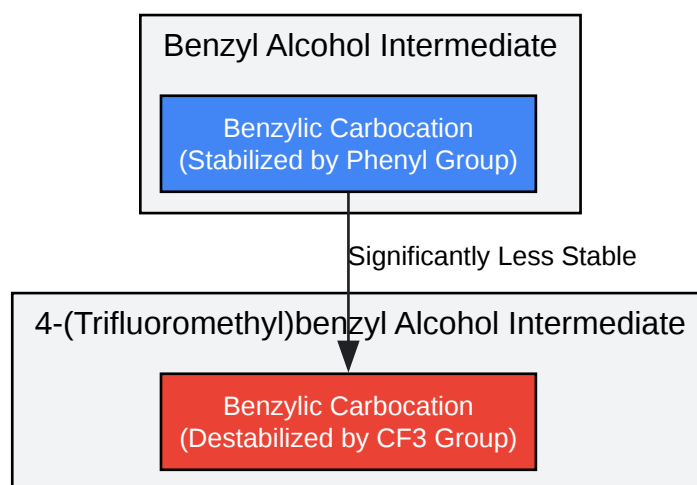 Benzyl Alcohol Intermediate
Benzylic Carbocation
(Stabilized by Phenyl Group)
Significantly Less Stable
4-(Trifluoromethyl)benzyl Alcohol Intermediate
Benzylic Carbocation
(Destabilized by CF3 Group)